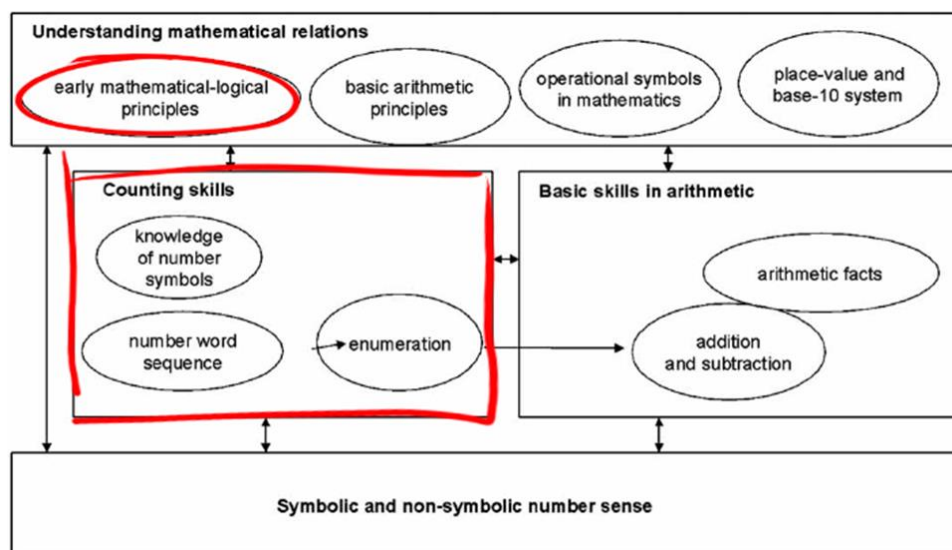 Understanding mathematical relations
early mathematical-logical
principles
basic arithmetic
principles
operational symbols
in mathematics
place-value and
base-10 system
Counting skills
knowledge
of number
symbols
number word
sequence
enumeration
Basic skills in arithmetic
arithmetic facts
addition
and subtraction
Symbolic and non-symbolic number sense